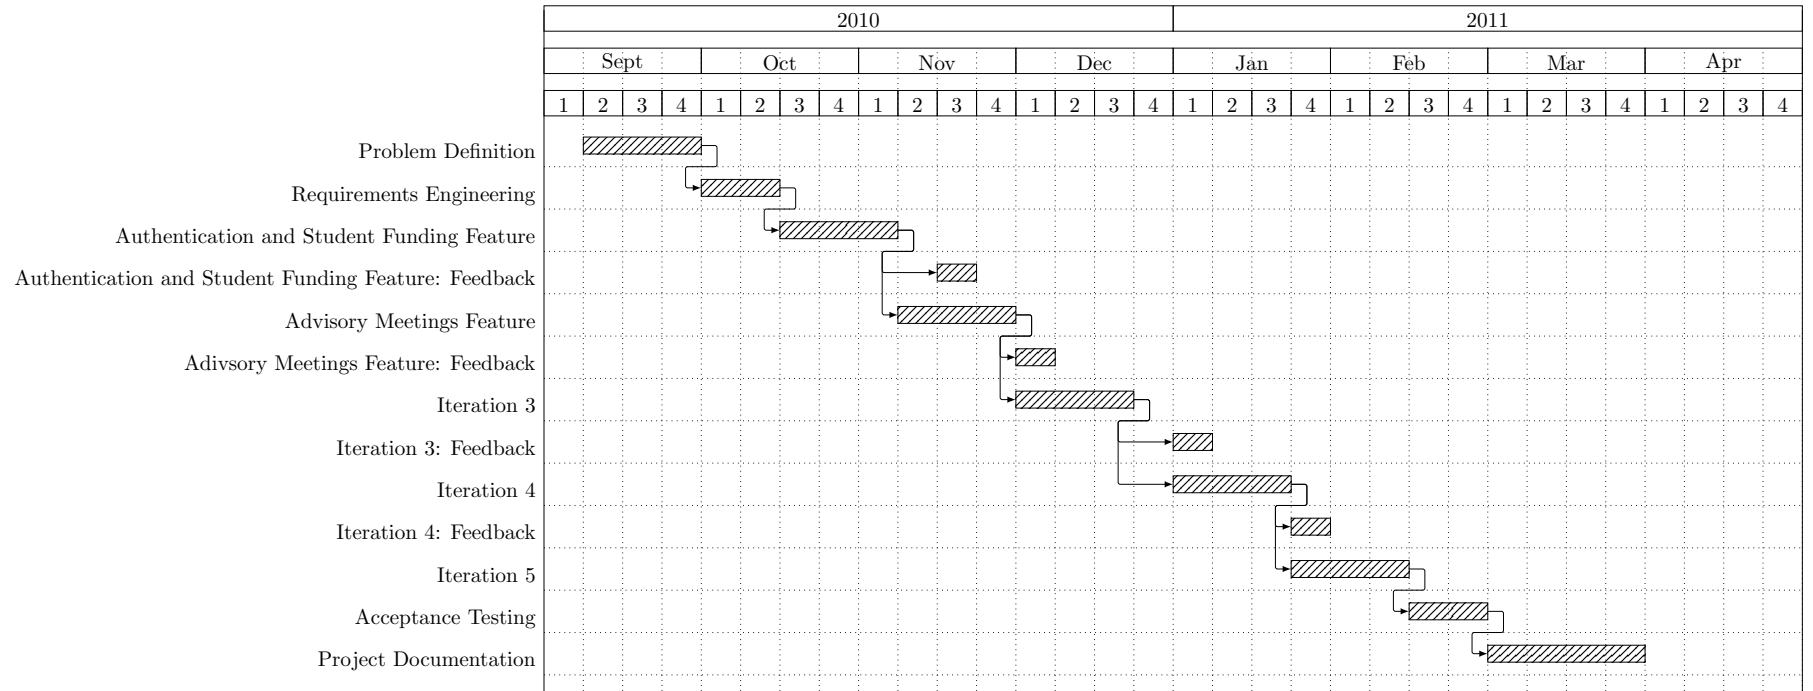 2010 2011
Sept Oct Nov Dec Jan Feb Mar Apr
1 2 3 4 1 2 3 4 1 2 3 4 1 2 3 4 1 2 3 4 1 2 3 4 1 2 3 4 1 2 3 4
Problem Definition
Requirements Engineering
Authentication and Student Funding Feature
Authentication and Student Funding Feature: Feedback
Advisory Meetings Feature
Adivsory Meetings Feature: Feedback
Iteration 3
Iteration 3: Feedback
Iteration 4
Iteration 4: Feedback
Iteration 5
Acceptance Testing
Project Documentation